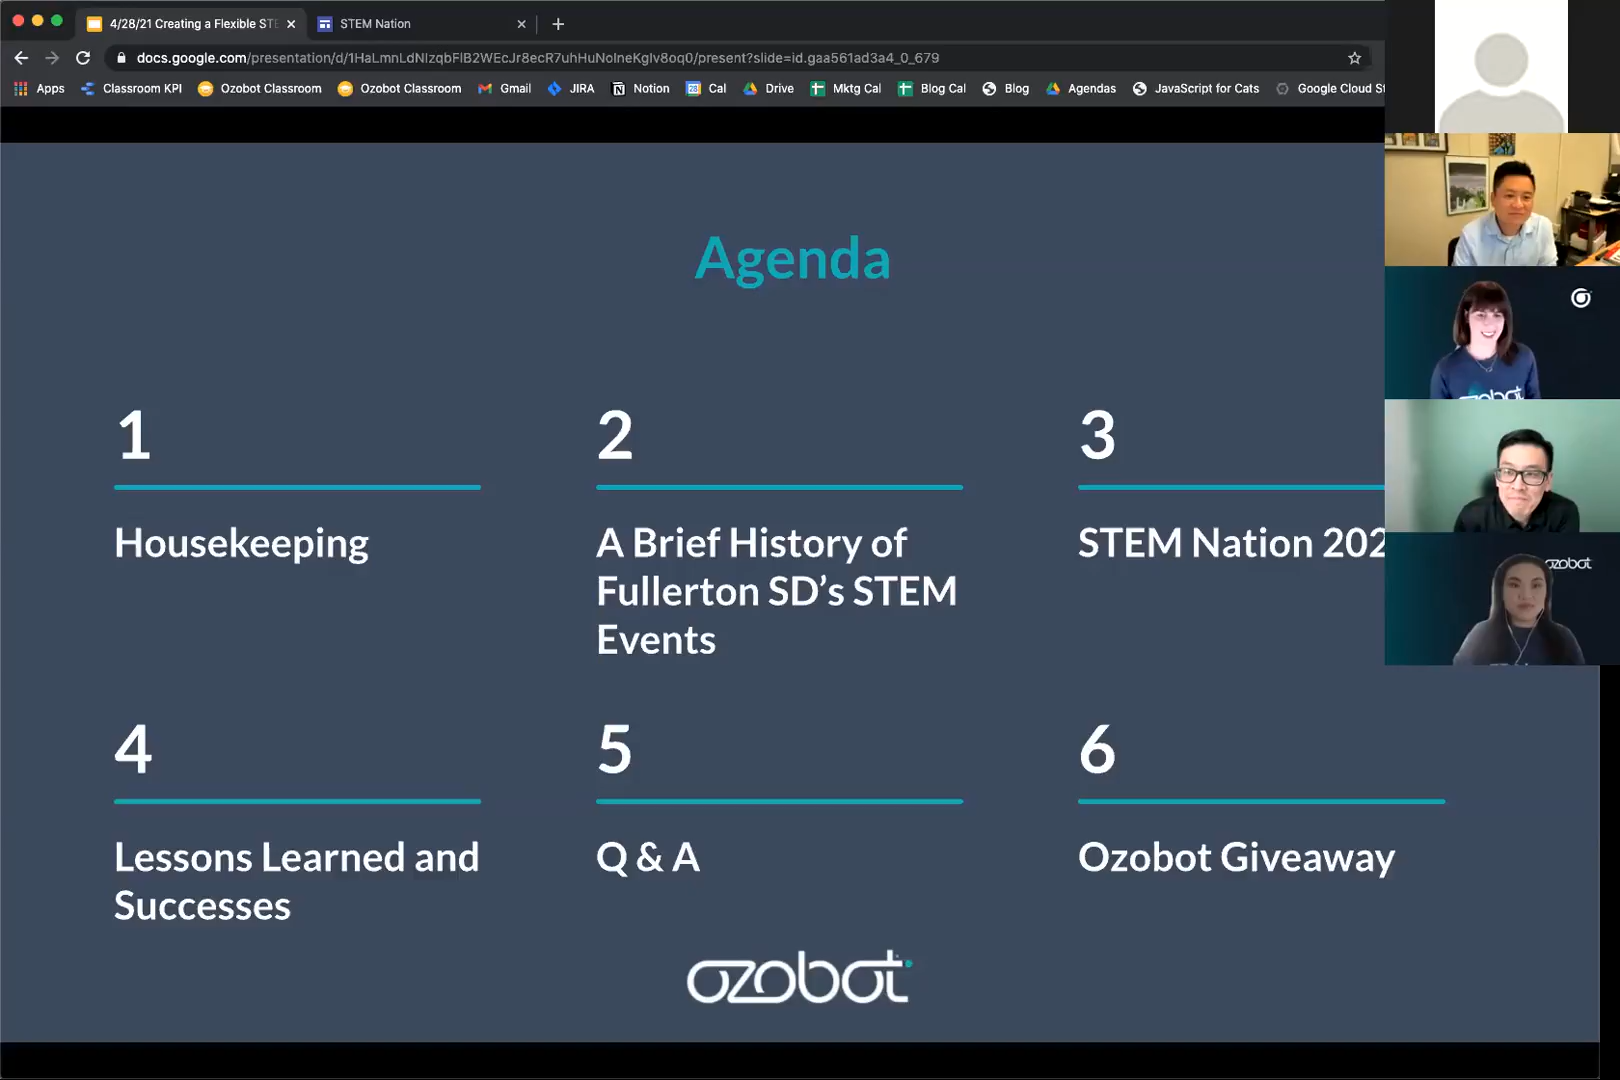 4/28/21 Creating a Flexible STE
STEM Nation
docs.google.com/presentation/d/1HaLmnLdNIzqbFlB2WEcJr8ecR7uhHuNolneKglv8oq0/present?slide=id.gaa561ad3a4_0_679
Apps Classroom KPI Ozobot Classroom Ozobot Classroom Gmail JIRA Notion Cal Drive Mktg Cal Blog Cal Blog Agendas JavaScript for Cats Google Cloud St
Agenda
1
Housekeeping
2
A Brief History of
Fullerton SD's STEM
Events
3
STEM Nation 202
4
Lessons Learned and
Successes
5
Q & A
6
Ozobot Giveaway
ozobot
ozobot
ozobot